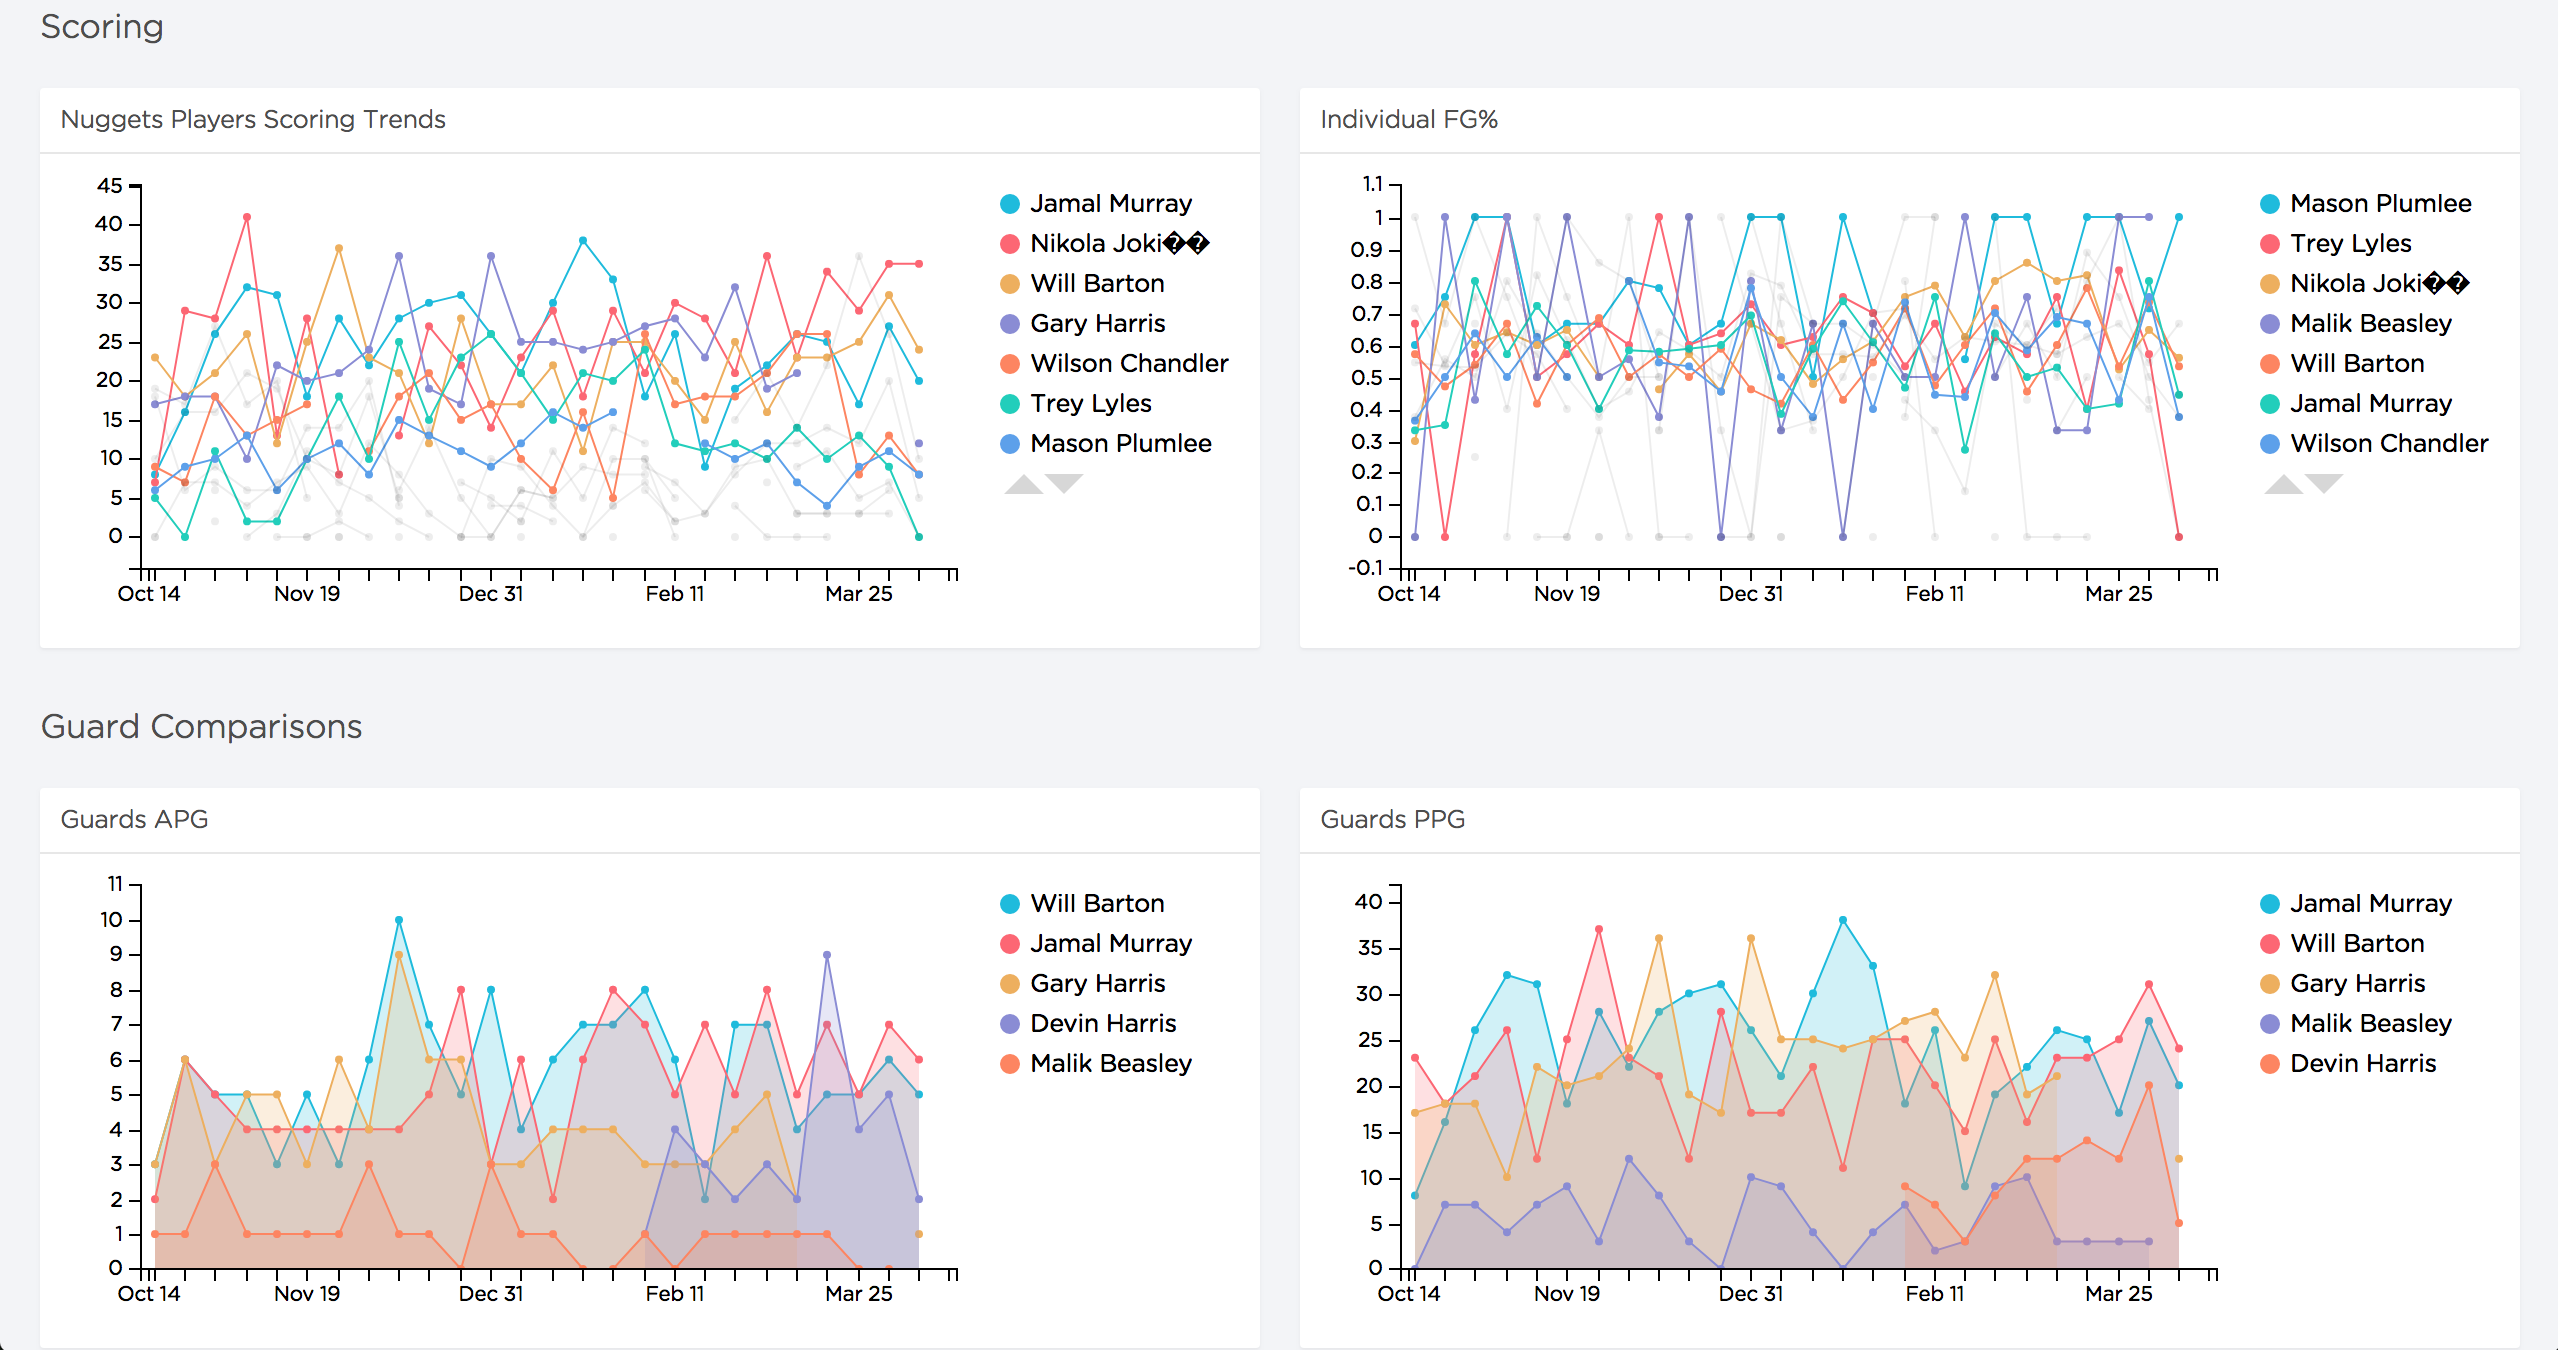 Scoring
Nuggets Players Scoring Trends
45
40
35
30
25
20
15
10
5
0
Oct 14
Nov 19
Dec 31
Feb 11
Mar 25
Jamal Murray
Nikola Joki��
Will Barton
Gary Harris
Wilson Chandler
Trey Lyles
Mason Plumlee
Individual FG%
1.1
1
0.9
0.8
0.7
0.6
0.5
0.4
0.3
0.2
0.1
0
-0.1
Oct 14
Nov 19
Dec 31
Feb 11
Mar 25
Mason Plumlee
Trey Lyles
Nikola Joki��
Malik Beasley
Will Barton
Jamal Murray
Wilson Chandler
Guard Comparisons
Guards APG
11
10
9
8
7
6
5
4
3
2
1
0
Oct 14
Nov 19
Dec 31
Feb 11
Mar 25
Will Barton
Jamal Murray
Gary Harris
Devin Harris
Malik Beasley
Guards PPG
40
35
30
25
20
15
10
5
0
Oct 14
Nov 19
Dec 31
Feb 11
Mar 25
Jamal Murray
Will Barton
Gary Harris
Malik Beasley
Devin Harris